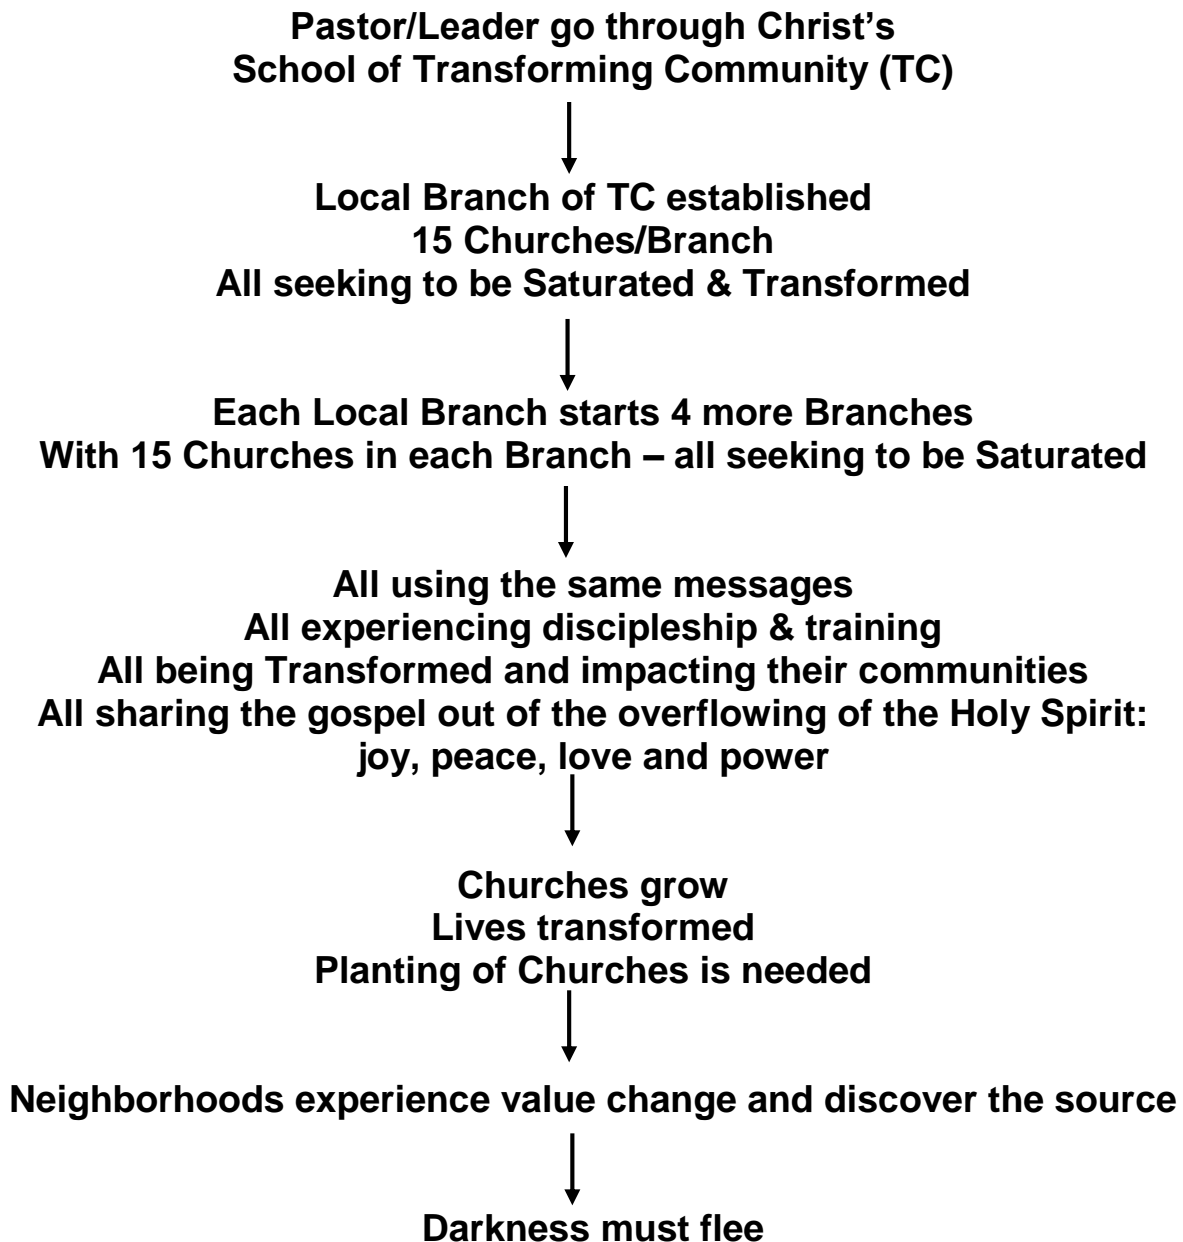 Pastor/Leader go through Christ’s
School of Transforming Community (TC)
Local Branch of TC established
15 Churches/Branch
All seeking to be Saturated & Transformed
Each Local Branch starts 4 more Branches
With 15 Churches in each Branch – all seeking to be Saturated
All using the same messages
All experiencing discipleship & training
All being Transformed and impacting their communities
All sharing the gospel out of the overflowing of the Holy Spirit:
joy, peace, love and power
Churches grow
Lives transformed
Planting of Churches is needed
Neighborhoods experience value change and discover the source
Darkness must flee